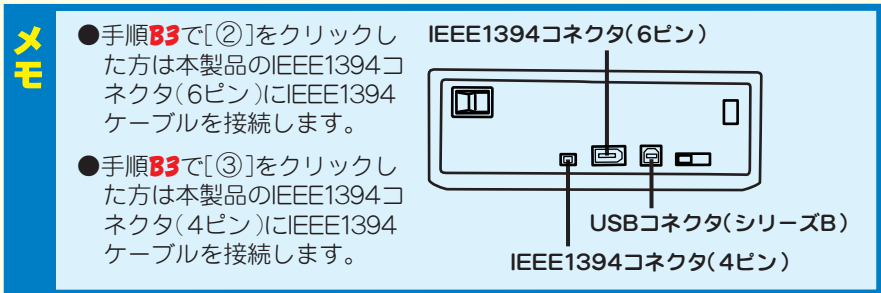 メモ
●手順B3で[②]をクリックし
た方は本製品のIEEE1394コ
ネクタ(6ピン)にIEEE1394
ケーブルを接続します。
●手順B3で[③]をクリックし
た方は本製品のIEEE1394コ
ネクタ(4ピン)にIEEE1394
ケーブルを接続します。
IEEE1394コネクタ(6ピン)
USBコネクタ(シリーズB)
IEEE1394コネクタ(4ピン)